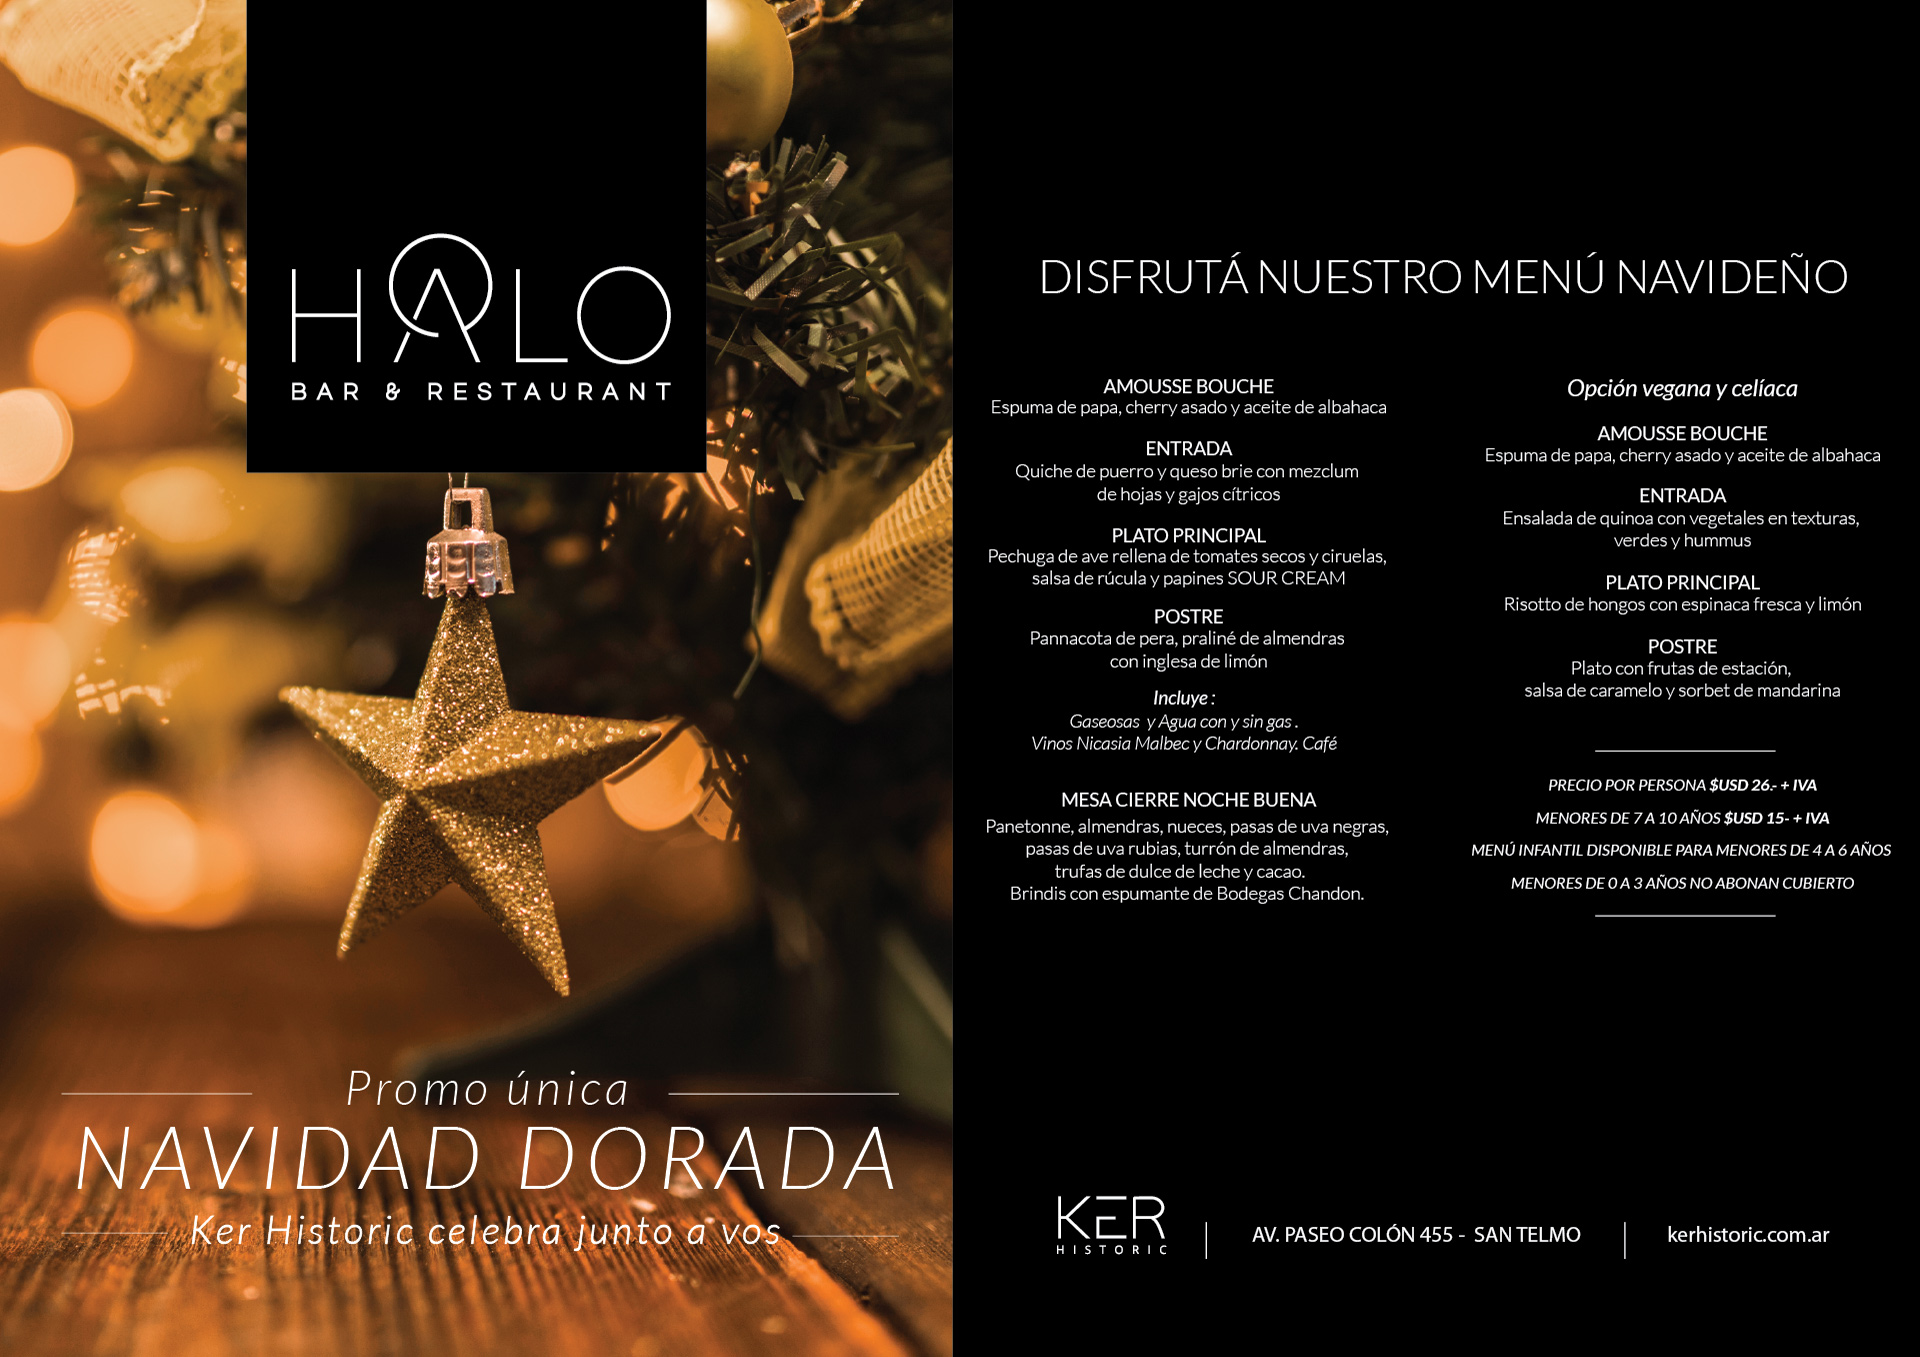 HALO
BAR & RESTAURANT
Promo única
NAVIDAD DORADA
Ker Historic celebra junto a vos
DISFRUTÁ NUESTRO MENÚ NAVIDEÑO
AMOUSSE BOUCHE
Espuma de papa, cherry asado y aceite de albahaca
ENTRADA
Quiche de puerro y queso brie con mezclum
de hojas y gajos cítricos
PLATO PRINCIPAL
Pechuga de ave rellena de tomates secos y ciruelas,
salsa de rúcula y papines SOUR CREAM
POSTRE
Pannacota de pera, praliné de almendras
con inglesa de limón
Incluye :
Gaseosas y Agua con y sin gas .
Vinos Nicasia Malbec y Chardonnay. Café
MESA CIERRE NOCHE BUENA
Panetonne, almendras, nueces, pasas de uva negras,
pasas de uva rubias, turrón de almendras,
trufas de dulce de leche y cacao.
Brindis con espumante de Bodegas Chandon.
Opción vegana y celíaca
AMOUSSE BOUCHE
Espuma de papa, cherry asado y aceite de albahaca
ENTRADA
Ensalada de quinoa con vegetales en texturas,
verdes y hummus
PLATO PRINCIPAL
Risotto de hongos con espinaca fresca y limón
POSTRE
Plato con frutas de estación,
salsa de caramelo y sorbet de mandarina
PRECIO POR PERSONA $USD 26.- + IVA
MENORES DE 7 A 10 AÑOS $USD 15- + IVA
MENÚ INFANTIL DISPONIBLE PARA MENORES DE 4 A 6 AÑOS
MENORES DE 0 A 3 AÑOS NO ABONAN CUBIERTO
KER
HISTORIC
AV. PASEO COLÓN 455 - SAN TELMO
kerhistoric.com.ar